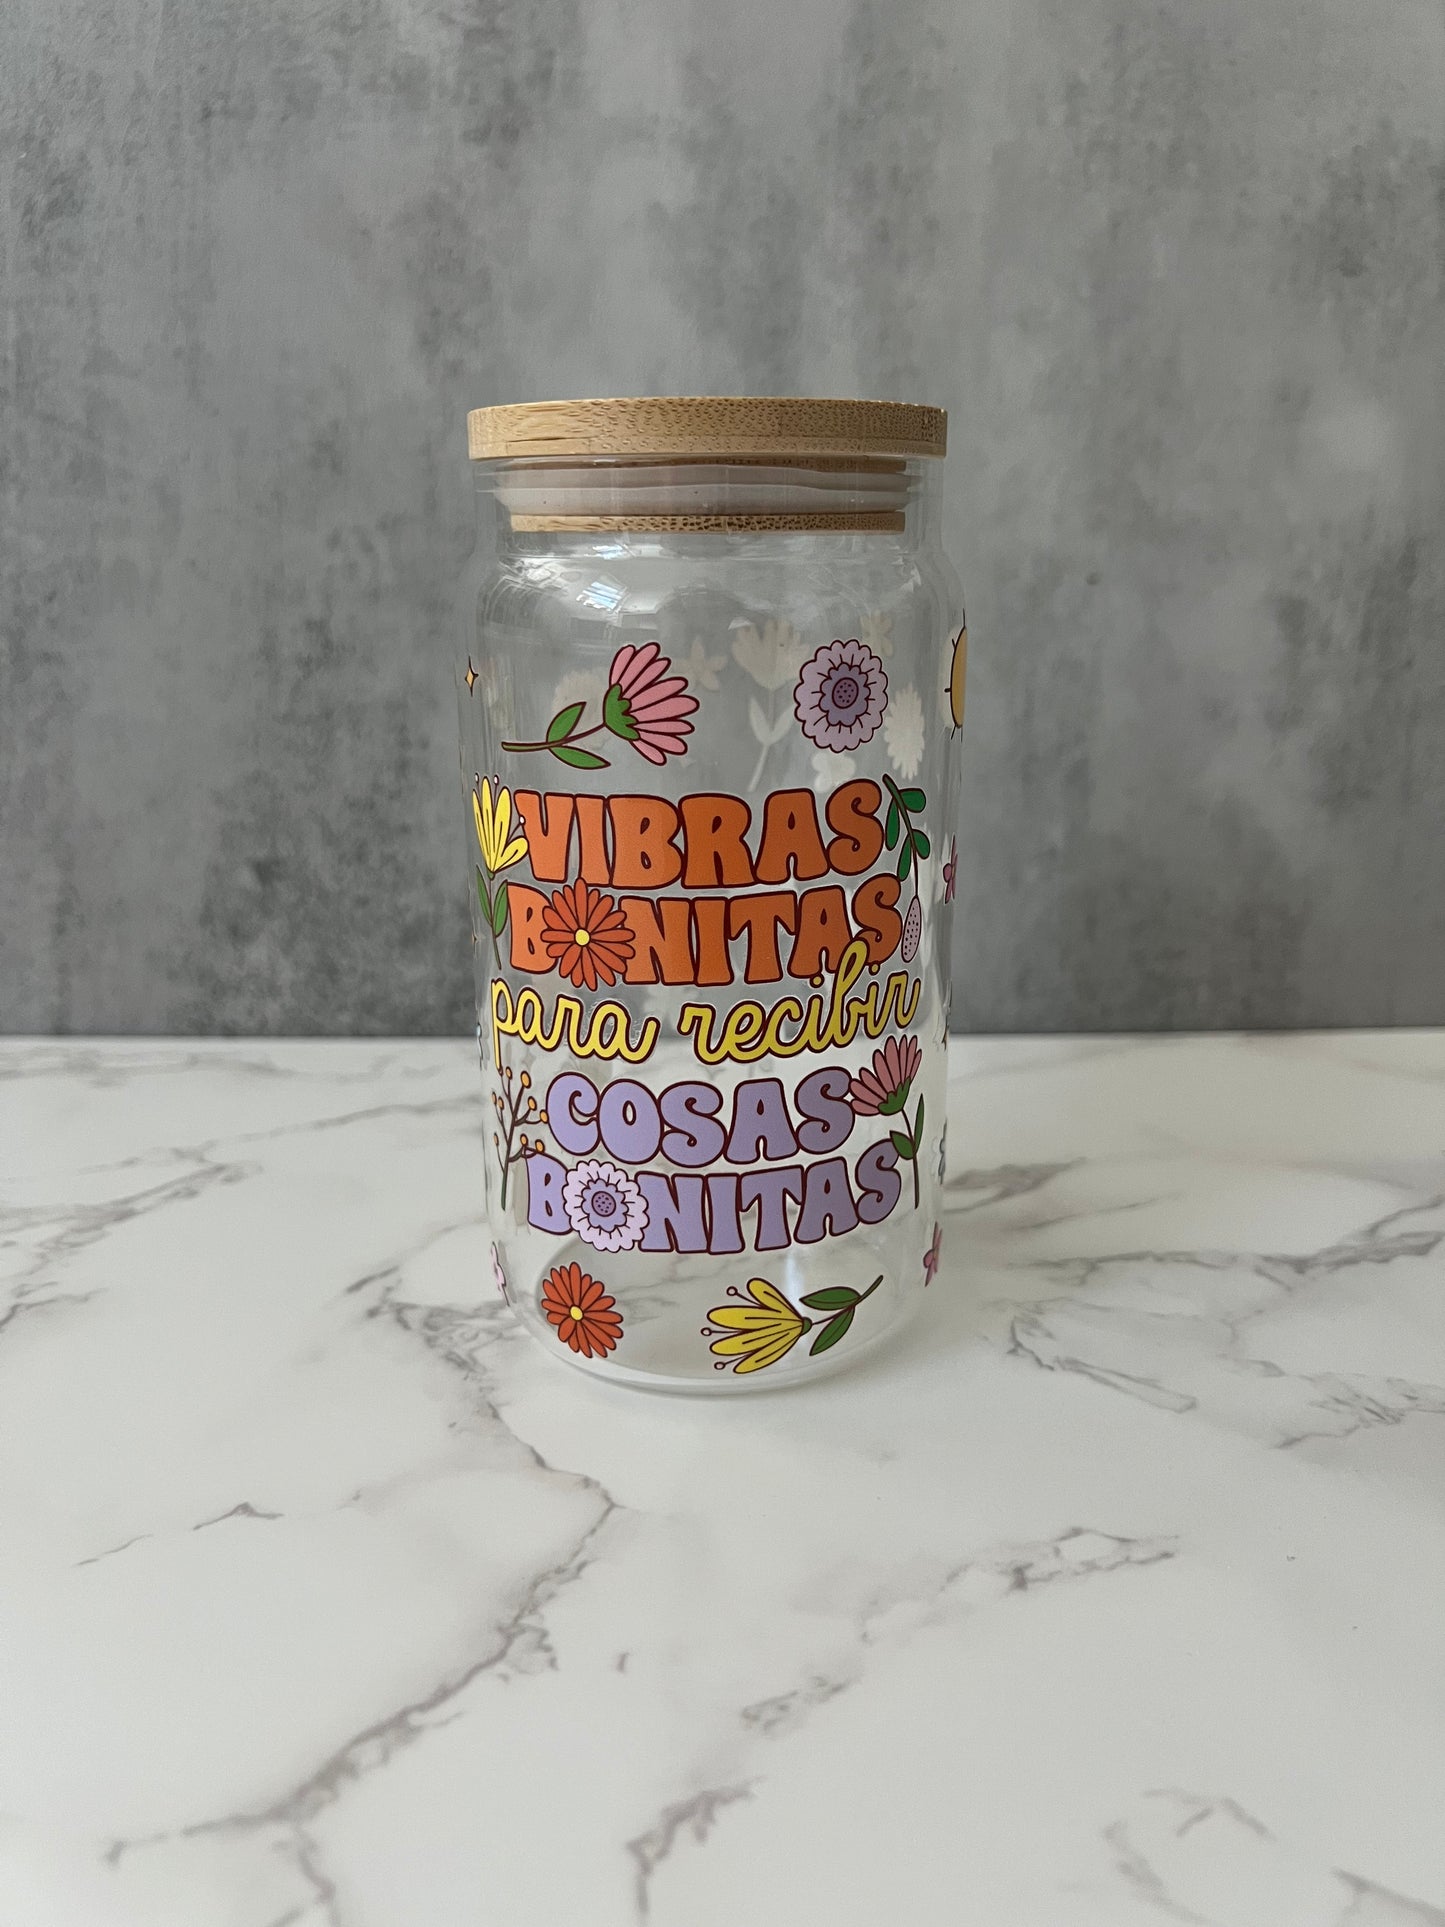 VIBRAS
BONITAS
para recibir
COSAS
BONITAS